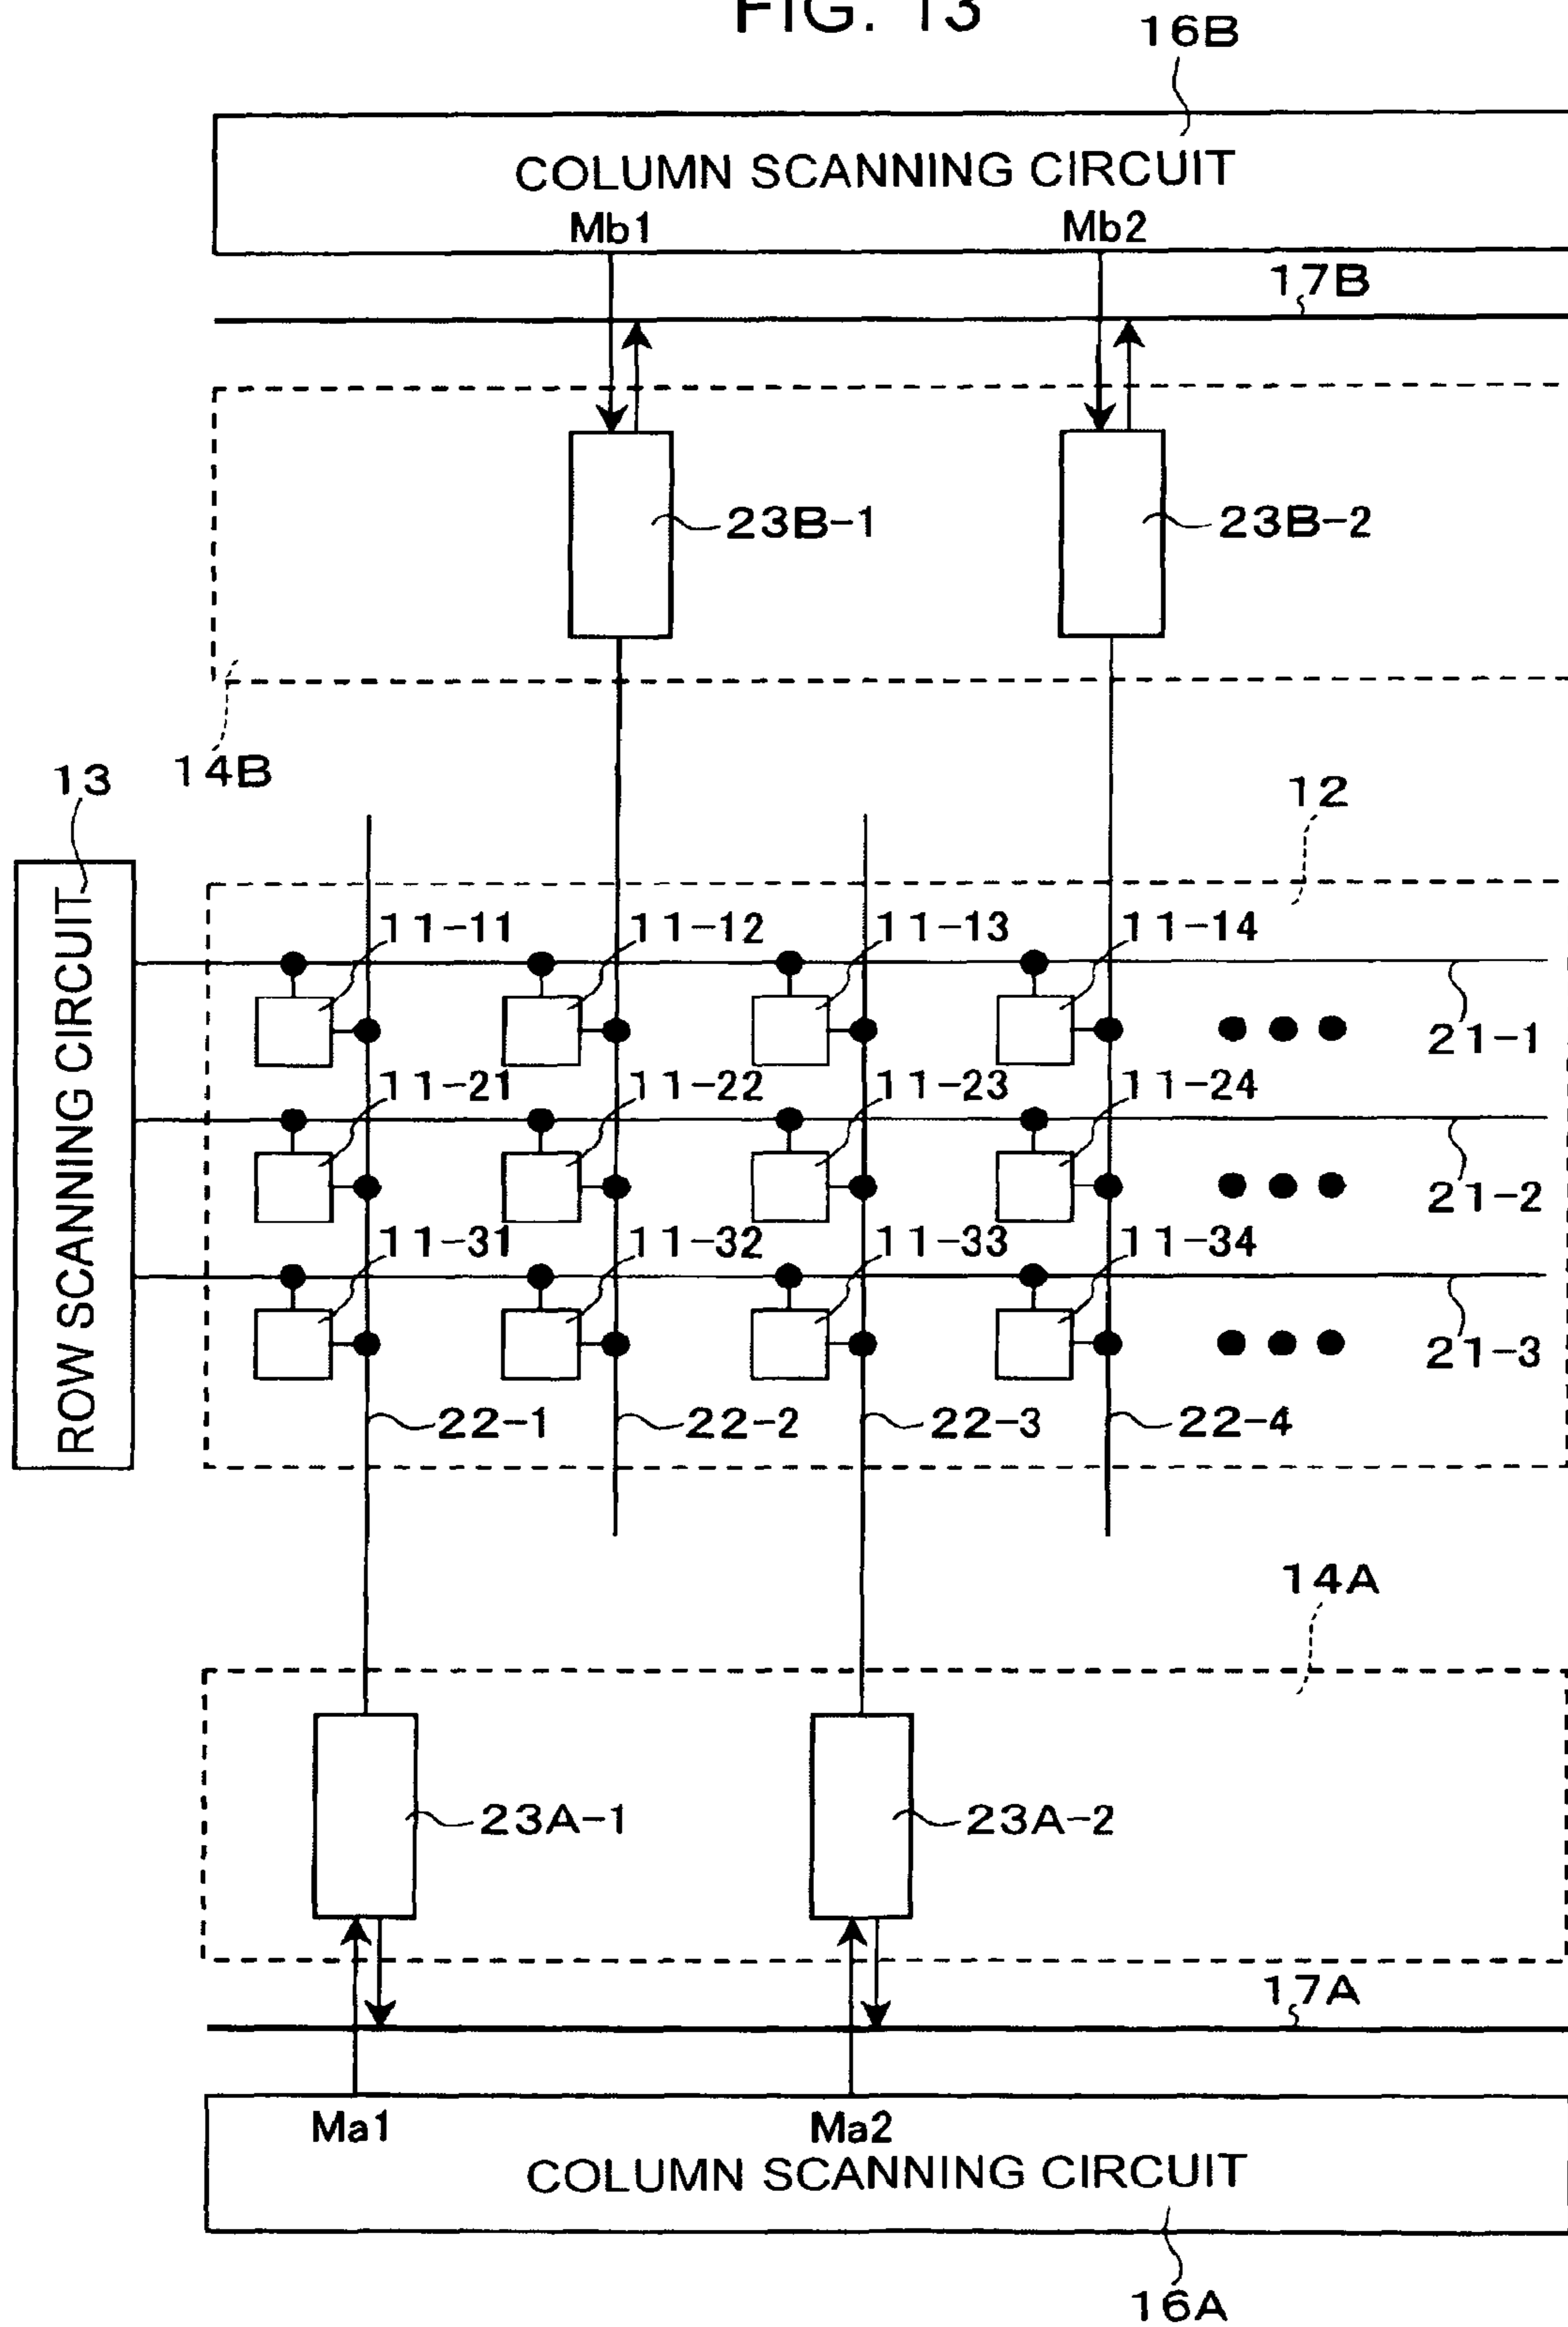 FIG. 13
16B
COLUMN SCANNING CIRCUIT
Mb1 Mb2
17B
23B-1 23B-2
14B
13
12
ROW SCANNING CIRCUIT
11-11 11-12 11-13 11-14
21-1
11-21 11-22 11-23 11-24
21-2
11-31 11-32 11-33 11-34
21-3
22-1 22-2 22-3 22-4
14A
23A-1 23A-2
17A
Ma1 Ma2
COLUMN SCANNING CIRCUIT
16A